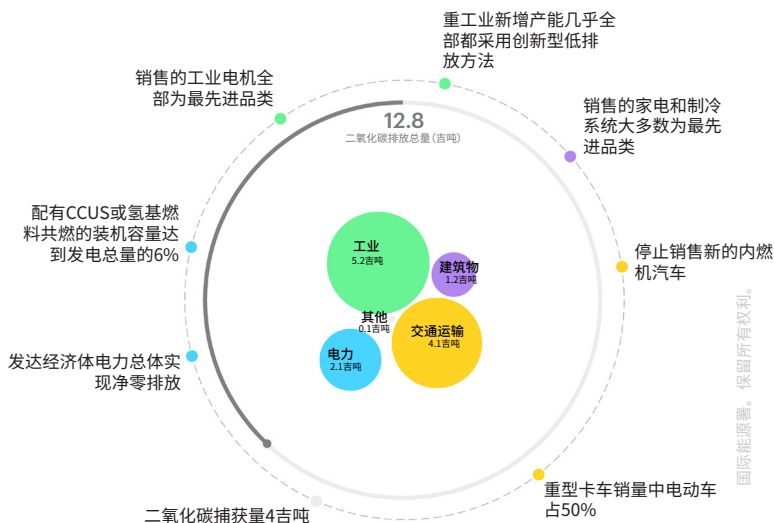 重工业新增产能几乎全
部都采用创新型低排
放方法
销售的工业电机全
部为最先进品类
销售的家电和制冷
系统大多数为最先
进品类
12.8
二氧化碳排放总量（吉吨）
配有CCUS或氢基燃
料共燃的装机容量达
到发电总量的6%
工业
5.2吉吨
建筑物
1.2吉吨
停止销售新的内燃
机汽车
其他
0.1吉吨
交通运输
4.1吉吨
电力
2.1吉吨
发达经济体电力总体实
现净零排放
重型卡车销量中电动车
占50%
二氧化碳捕获量4吉吨
国际能源署。保留所有权利。